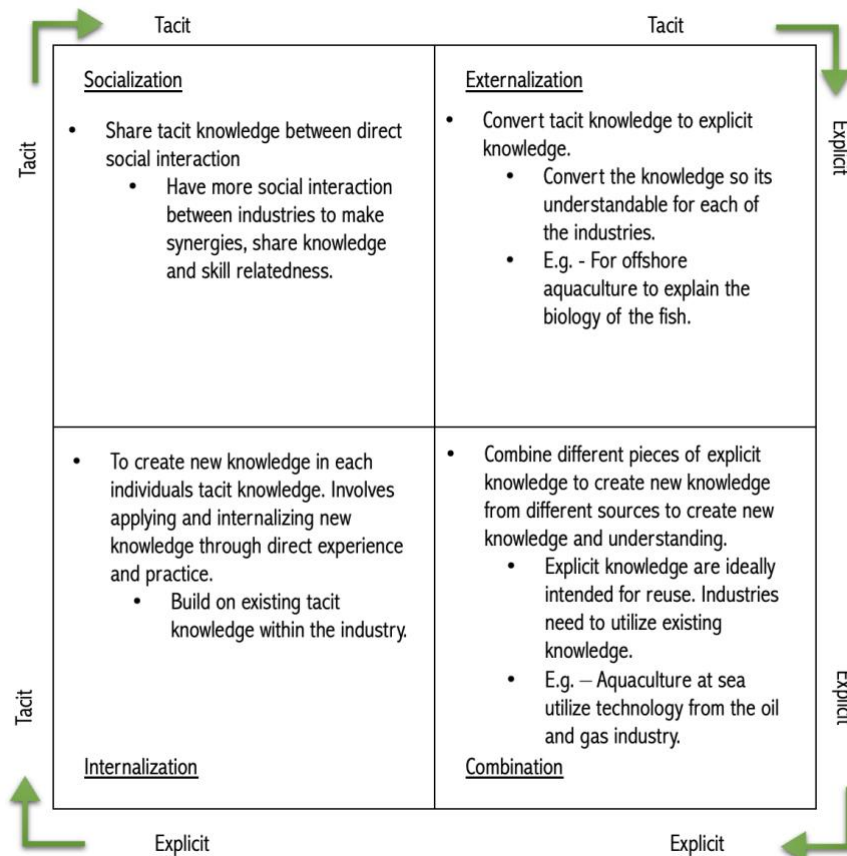 Tacit
Tacit
Tacit
Explicit
Socialization
• Share tacit knowledge between direct
social interaction
• Have more social interaction
between industries to make
synergies, share knowledge
and skill relatedness.
Externalization
• Convert tacit knowledge to explicit
knowledge.
• Convert the knowledge so its
understandable for each of
the industries.
• E.g. - For offshore
aquaculture to explain the
biology of the fish.
• To create new knowledge in each
individuals tacit knowledge. Involves
applying and internalizing new
knowledge through direct experience
and practice.
• Build on existing tacit
knowledge within the industry.
Internalization
• Combine different pieces of explicit
knowledge to create new knowledge
from different sources to create new
knowledge and understanding.
• Explicit knowledge are ideally
intended for reuse. Industries
need to utilize existing
knowledge.
• E.g. – Aquaculture at sea
utilize technology from the oil
and gas industry.
Combination
Tacit
Explicit
Explicit
Explicit